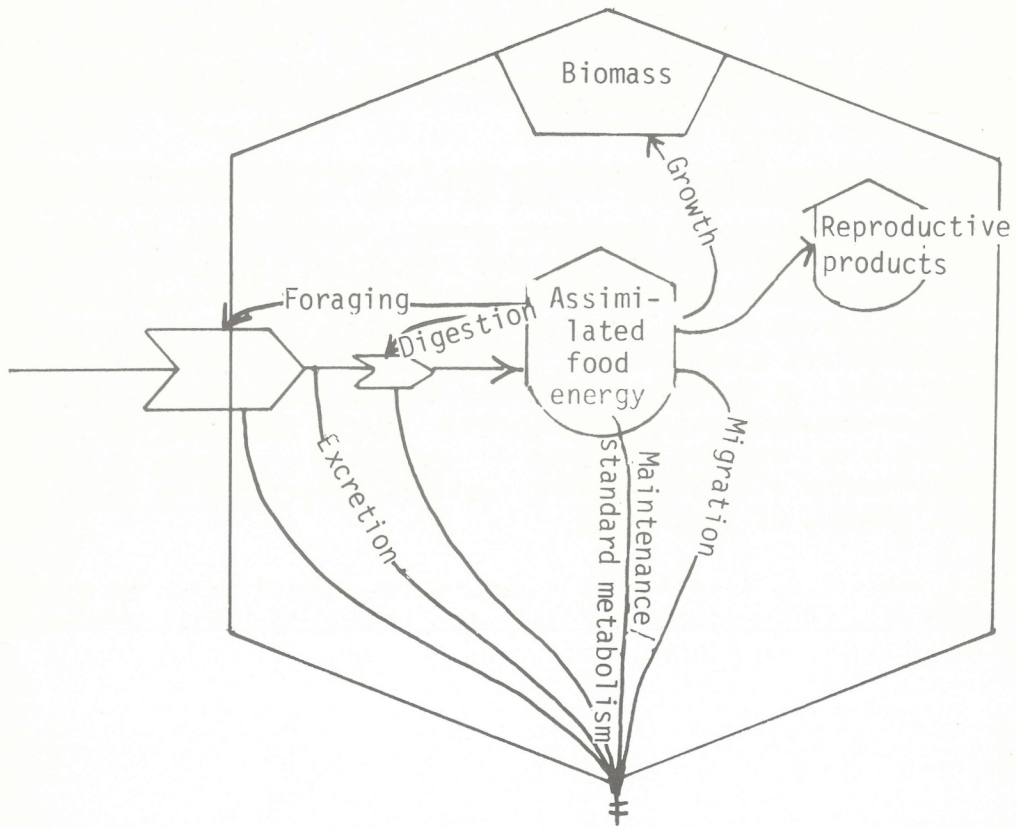 Biomass
Growth
Reproductive
products
Foraging
Digestion
Assimi-
lated
food
energy
Excretion
Maintenance/
standard metabolism
Migration